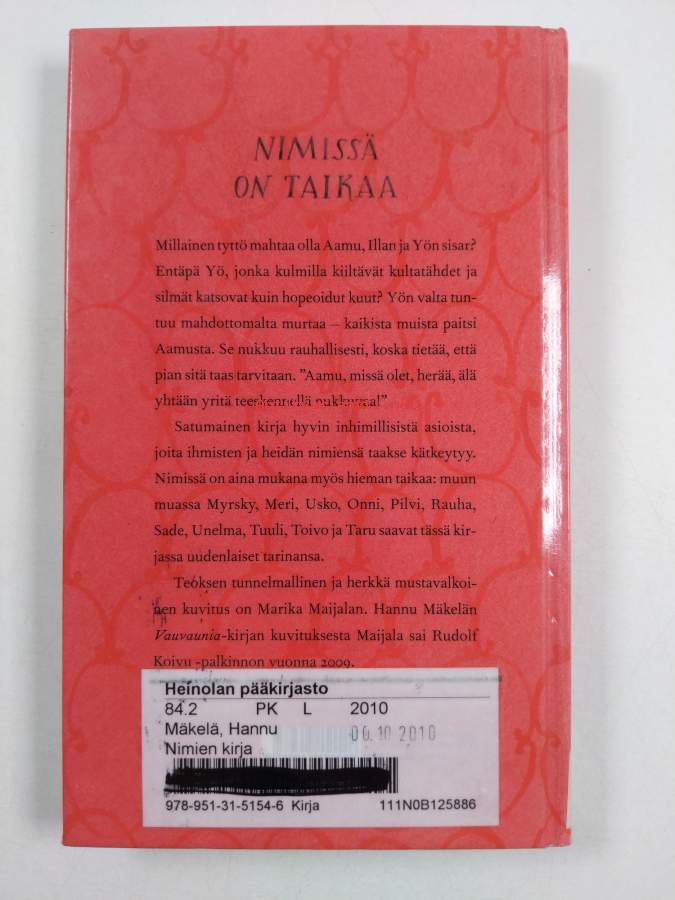 NIMISSÄ
ON TAIKAA
Millainen tyttö mahtaa olla Aamu, Illan ja Yön sisar?
Entäpä Yö, jonka kulmilla kiiltävät kultatähdet ja
silmät katsovat kuin hopeoidut kuut? Yön valta tun-
tuu mahdottomalta murtaa – kaikista muista paitsi
Aamusta. Se nukkuu rauhallisesti, koska tietää, että
pian sitä taas tarvitaan. ”Aamu, missä olet, herää, älä
yhtään yritä teeskennellä nukkuvaa!”
Satumainen kirja hyvin inhimillisistä asioista,
joita ihmisten ja heidän nimiensä taakse kätkeytyy.
Nimissä on aina mukana myös hieman taikaa: muun
muassa Myrsky, Meri, Usko, Onni, Pilvi, Rauha,
Sade, Unelma, Tuuli, Toivo ja Taru saavat tässä kir-
jassa uudenlaiset tarinansa.
Teoksen tunnelmallinen ja herkkä mustavalkoi-
nen kuvitus on Marika Maijalan. Hannu Mäkelän
Vauvaunia-kirjan kuvituksesta Maijala sai Rudolf
Koivu -palkinnon vuonna 2009.
Heinolan pääkirjasto
84.2 PK L 2010
Mäkelä, Hannu
Nimien kirja
978-951-31-5154-6 Kirja 111N0B125886